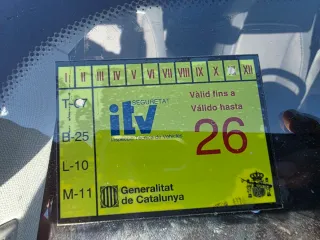 I II III IV V VI VII VIII IX X XII
SEGURETAT
itv
Vàlid fins a
Válido hasta
26
B-25
L-10
M-11
Generalitat
de Catalunya